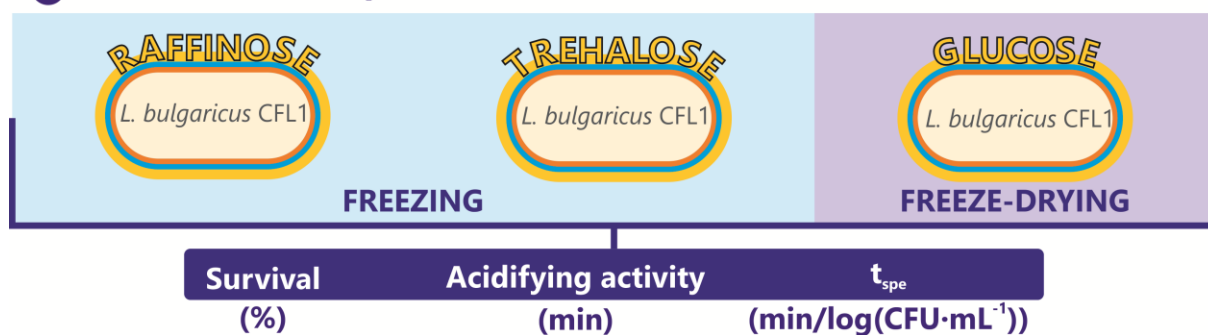 RAFFINOSE TREHALOSE GLUCOSE
L. bulgaricus CFL1 L. bulgaricus CFL1 L. bulgaricus CFL1
FREEZING FREEZE-DRYING
Survival Acidifying activity t_spe
(%) (min) (min/log(CFU·mL⁻¹))